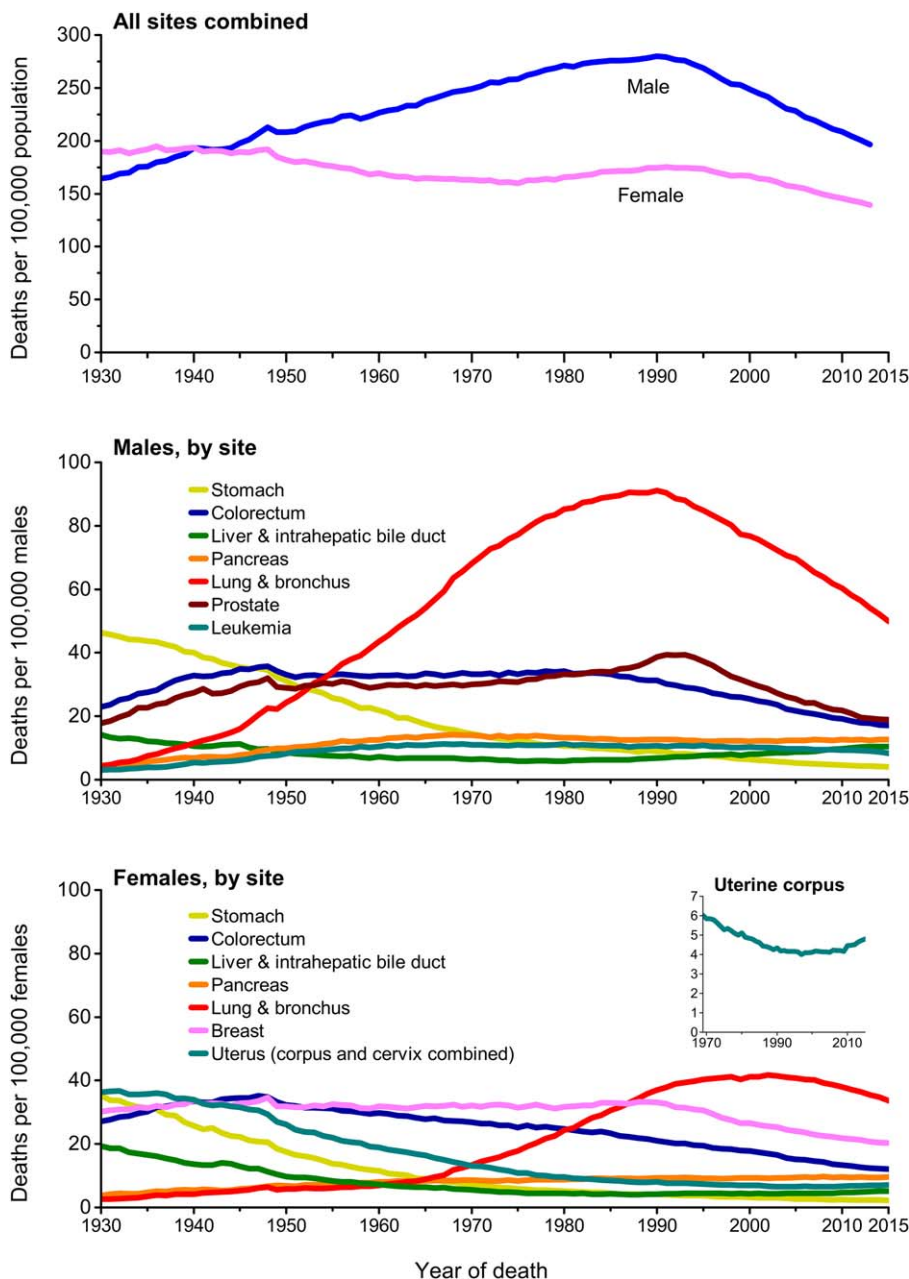 All sites combined
Deaths per 100,000 population
300
250
200
150
100
50
0
Male
Female
1930 1940 1950 1960 1970 1980 1990 2000 2010 2015
Males, by site
Deaths per 100,000 males
100
80
60
40
20
0
Stomach
Colorectum
Liver & intrahepatic bile duct
Pancreas
Lung & bronchus
Prostate
Leukemia
1930 1940 1950 1960 1970 1980 1990 2000 2010 2015
Females, by site
Deaths per 100,000 females
100
80
60
40
20
0
Stomach
Colorectum
Liver & intrahepatic bile duct
Pancreas
Lung & bronchus
Breast
Uterus (corpus and cervix combined)
Uterine corpus
7
6
5
4
3
2
1
0
1970 1990 2010
1930 1940 1950 1960 1970 1980 1990 2000 2010 2015
Year of death